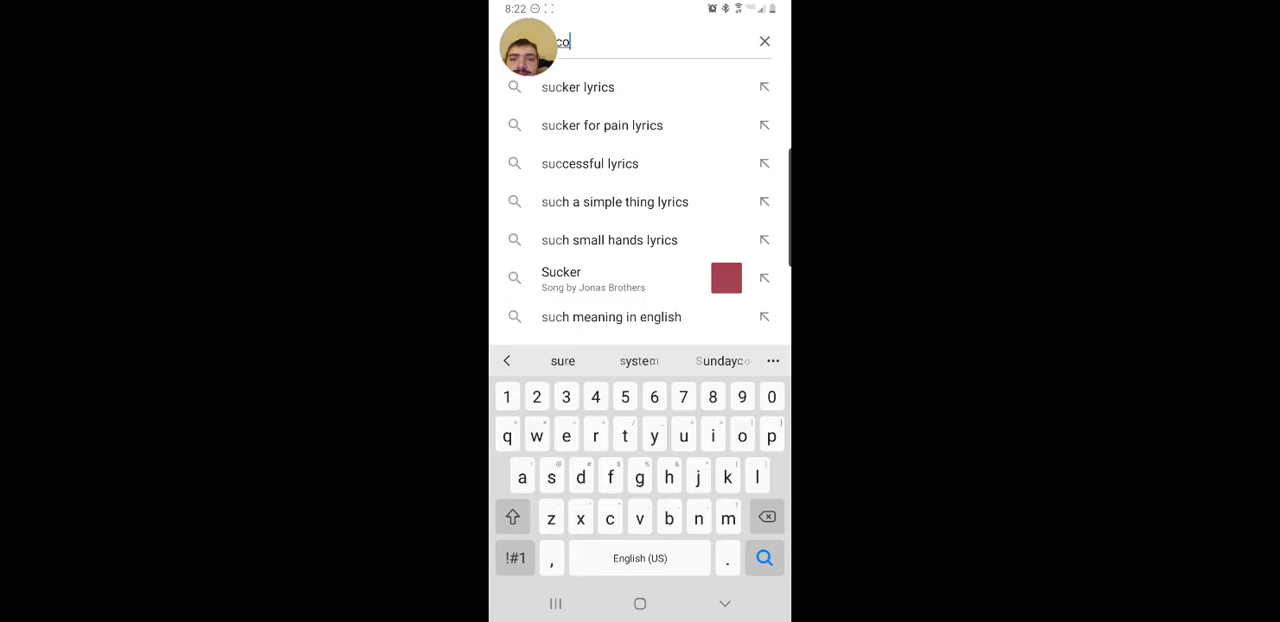 8:22
co
sucker lyrics
sucker for pain lyrics
successful lyrics
such a simple thing lyrics
such small hands lyrics
Sucker
Song by Jonas Brothers
such meaning in english
sure system Sundayco
1 2 3 4 5 6 7 8 9 0
q w e r t y u i o p
a s d f g h j k l
z x c v b n m
!#1 , English (US) .